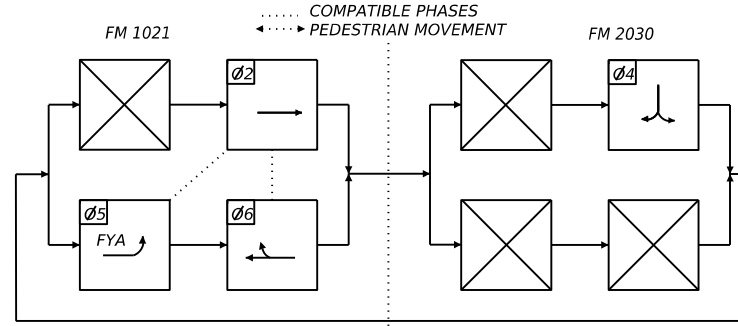 COMPATIBLE PHASES
PEDESTRIAN MOVEMENT
FM 1021
FM 2030
Ø2
Ø4
Ø5
FYA
Ø6